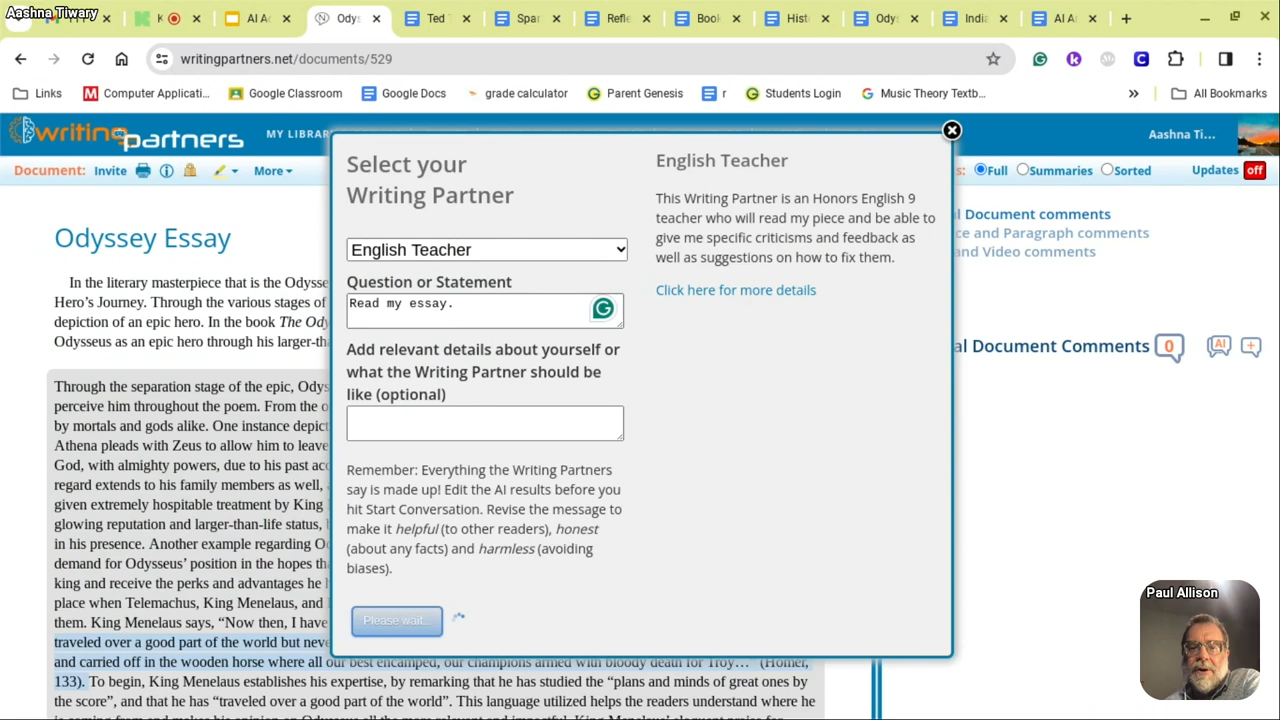 Aashna Tiwary
AI A
Odys
Ted
Spar
Refle
Book
Hist
Odys
India
AI A
writingpartners.net/documents/529
Links
Computer Applicati...
Google Classroom
Google Docs
grade calculator
Parent Genesis
r
Students Login
Music Theory Textb...
All Bookmarks
writing partners
MY LIBRA
Aashna Ti...
Document: Invite
More
s: Full Summaries Sorted Updates off
Select your
Writing Partner
English Teacher
Question or Statement
Read my essay.
Add relevant details about yourself or
what the Writing Partner should be
like (optional)
Remember: Everything the Writing Partners
say is made up! Edit the AI results before you
hit Start Conversation. Revise the message to
make it helpful (to other readers), honest
(about any facts) and harmless (avoiding
biases).
Please wait...
English Teacher
This Writing Partner is an Honors English 9
teacher who will read my piece and be able to
give me specific criticisms and feedback as
well as suggestions on how to fix them.
Click here for more details
Odyssey Essay
In the literary masterpiece that is the Odysse
Hero's Journey. Through the various stages of
depiction of an epic hero. In the book The Ody
Odysseus as an epic hero through his larger-tha
Through the separation stage of the epic, Odys
perceive him throughout the poem. From the o
by mortals and gods alike. One instance depict
Athena pleads with Zeus to allow him to leave
God, with almighty powers, due to his past acc
regard extends to his family members as well,
given extremely hospitable treatment by King
glowing reputation and larger-than-life status,
in his presence. Another example regarding Od
demand for Odysseus' position in the hopes tha
king and receive the perks and advantages he h
place when Telemachus, King Menelaus, and
them. King Menelaus says, "Now then, I have
traveled over a good part of the world but neve
and carried off in the wooden horse where all our best encamped, our champions armed with bloody death for Troy..." (Homer,
133). To begin, King Menelaus establishes his expertise, by remarking that he has studied the "plans and minds of great ones by
the score", and that he has "traveled over a good part of the world". This language utilized helps the readers understand where he
l Document comments
ce and Paragraph comments
and Video comments
al Document Comments 0 AI +
Paul Allison